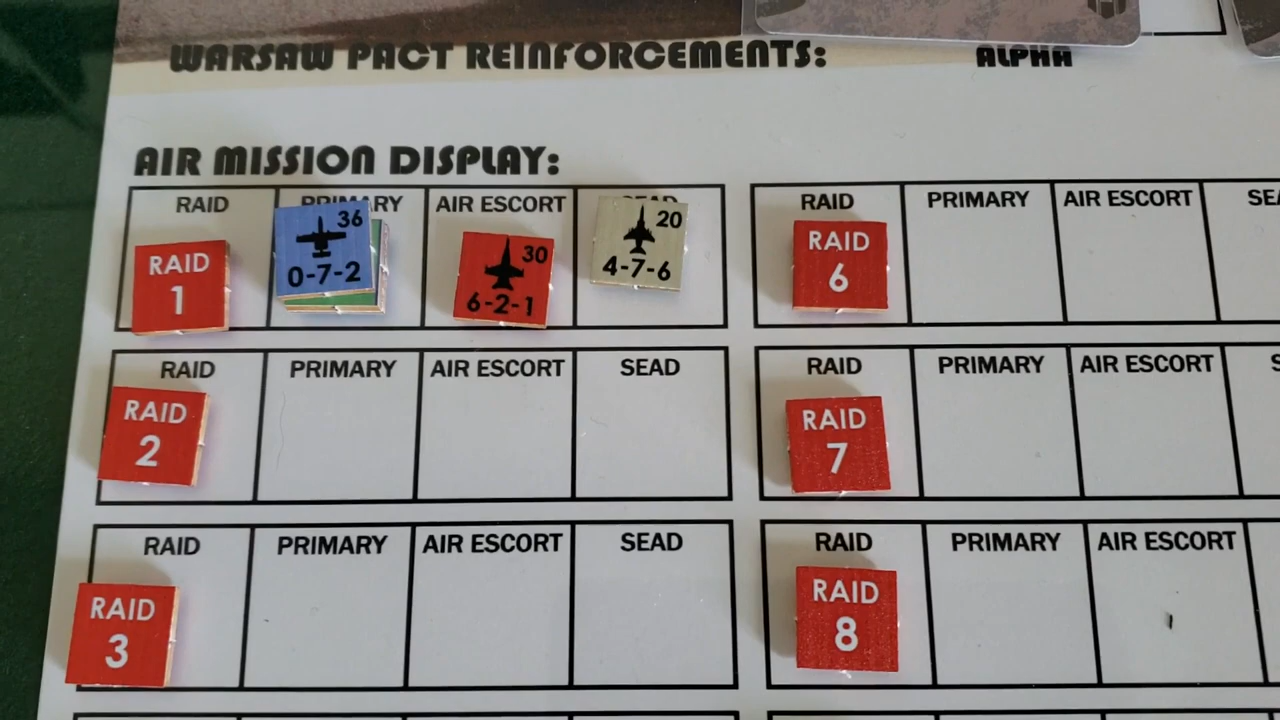 WARSAW PACT REINFORCEMENTS: ALPHA
AIR MISSION DISPLAY:
RAID PRIMARY AIR ESCORT SEAD
RAID 1
36
0-7-2
30
6-2-1
20
4-7-6
RAID PRIMARY AIR ESCORT
RAID 6
RAID PRIMARY AIR ESCORT SEAD
RAID 2
RAID PRIMARY AIR ESCORT
RAID 7
RAID PRIMARY AIR ESCORT SEAD
RAID 3
RAID PRIMARY AIR ESCORT
RAID 8